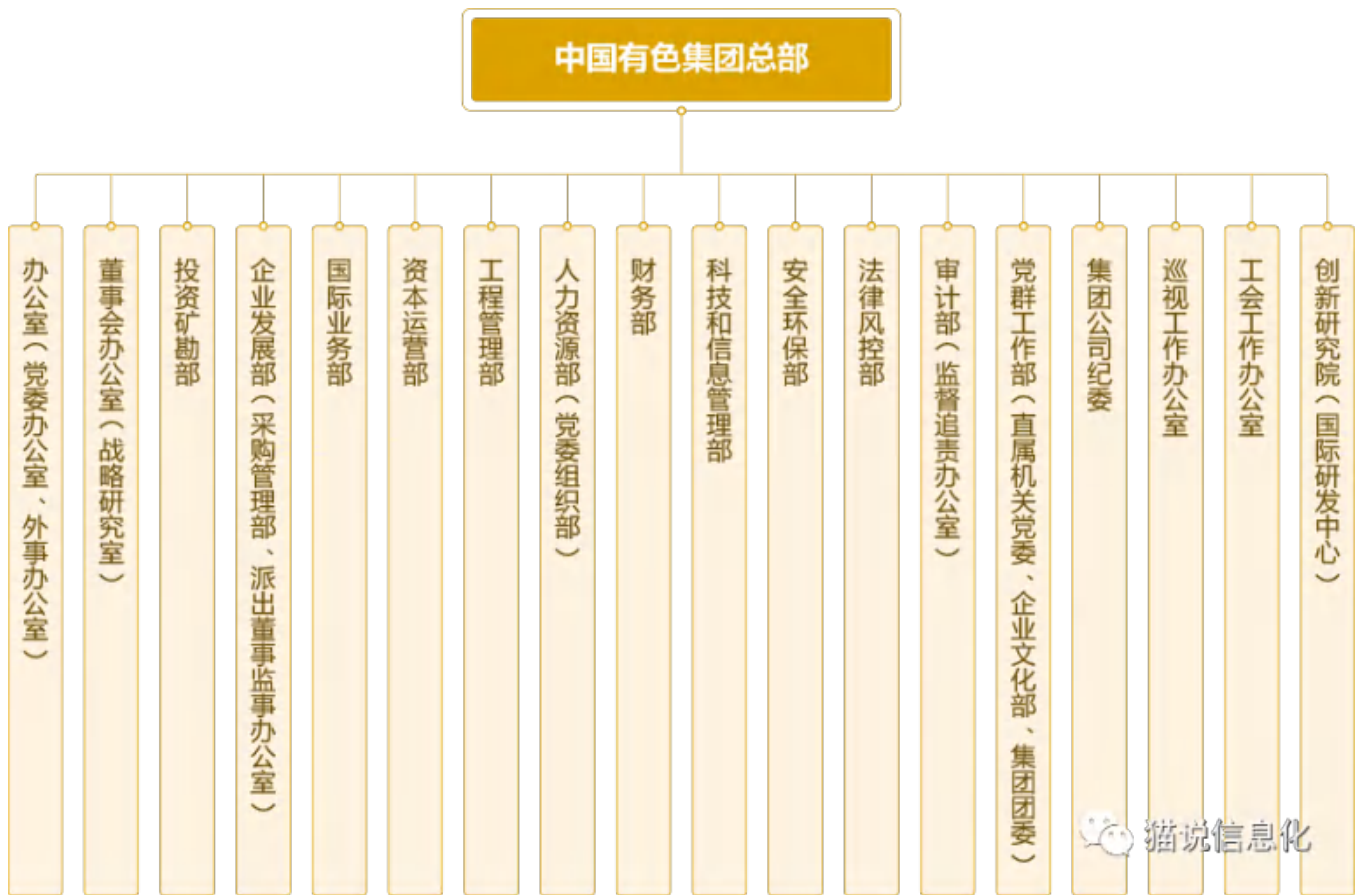 中国有色集团总部
办公室（党委办公室、外事办公室）
董事会办公室（战略研究室）
投资矿勘部
企业发展部（采购管理部、派出董事监事办公室）
国际业务部
资本运营部
工程管理部
人力资源部（党委组织部）
财务部
科技和信息管理部
安全环保部
法律风控部
审计部（监督追责办公室）
党群工作部（直属机关党委、企业文化部、集团团委）
集团公司纪委
巡视工作办公室
工会工作办公室
创新研究院（国际研发中心）
猫说信息化